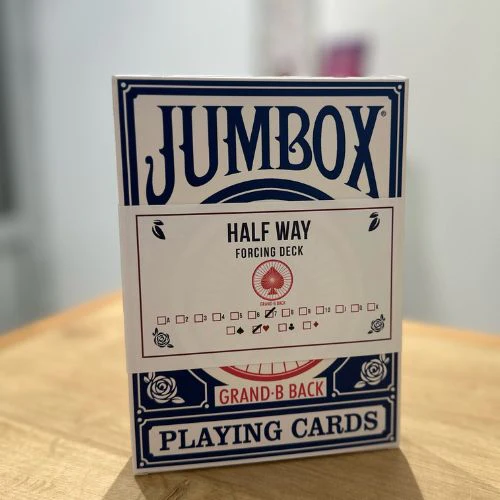 JUMBOX®
HALF WAY
FORCING DECK
GRAND·B BACK
A 2 3 4 5 6 7 8 9 10 J Q K
♠ ♥ ♣ ♦
GRAND·B BACK
PLAYING CARDS